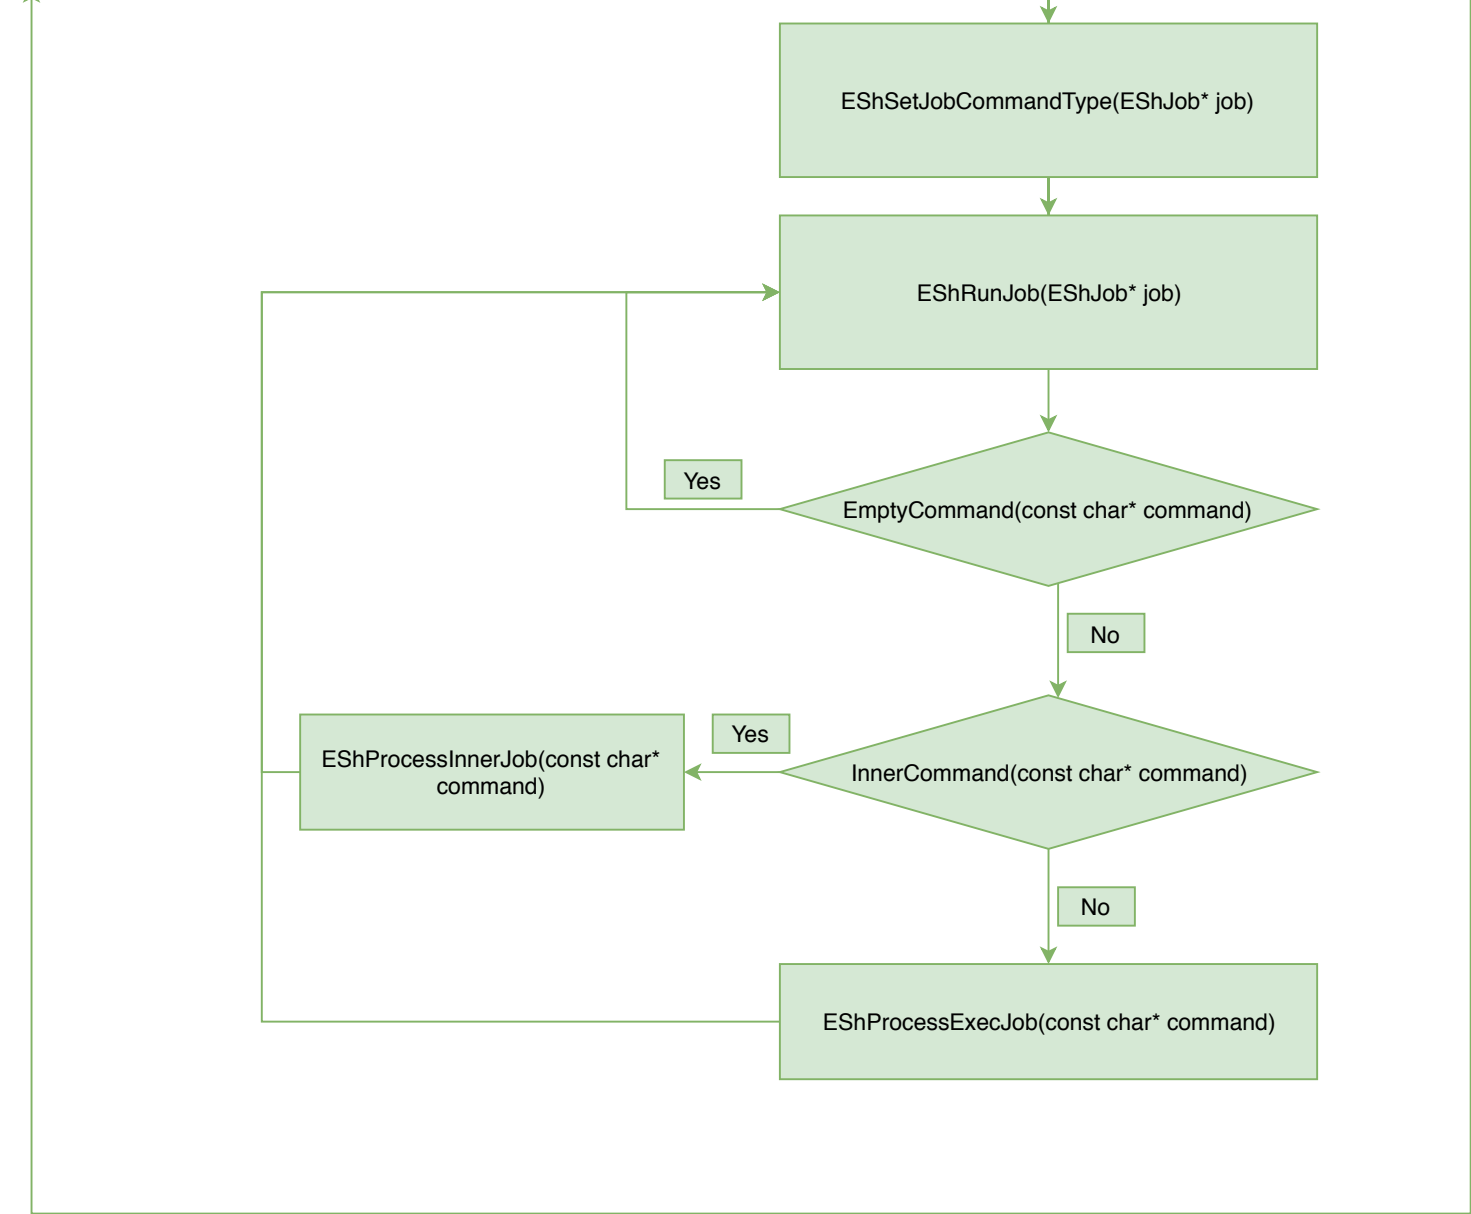 EShSetJobCommandType(EShJob* job)
EShRunJob(EShJob* job)
Yes
EmptyCommand(const char* command)
No
EShProcessInnerJob(const char*
command)
Yes
InnerCommand(const char* command)
No
EShProcessExecJob(const char* command)